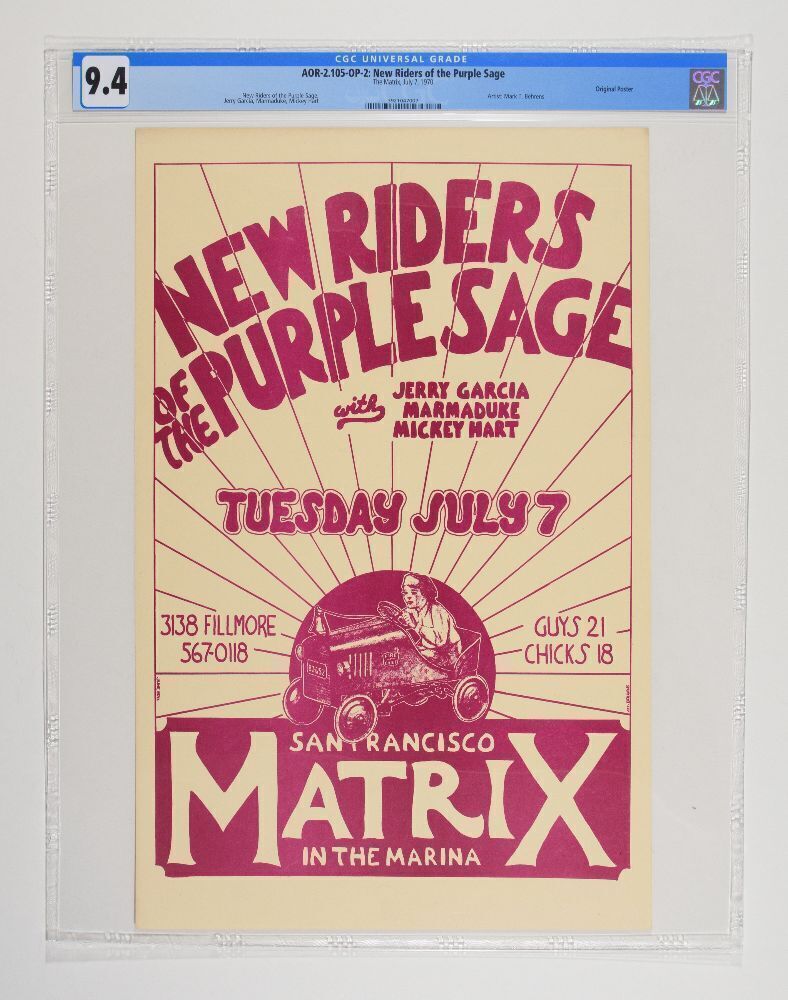 CGC UNIVERSAL GRADE
9.4
AOR-2.105-OP-2: New Riders of the Purple Sage
The Matrix, July 7, 1970
New Riders of the Purple Sage,
Jerry Garcia, Marmaduke, Mickey Hart
Artist: Mark T. Behrens
Original Poster
CGC
NEW RIDERS
OF THE PURPLE SAGE
with JERRY GARCIA
MARMADUKE
MICKEY HART
TUESDAY JULY 7
3138 FILLMORE
567-0118
GUYS 21
CHICKS 18
SAN FRANCISCO
MATRIX
IN THE MARINA